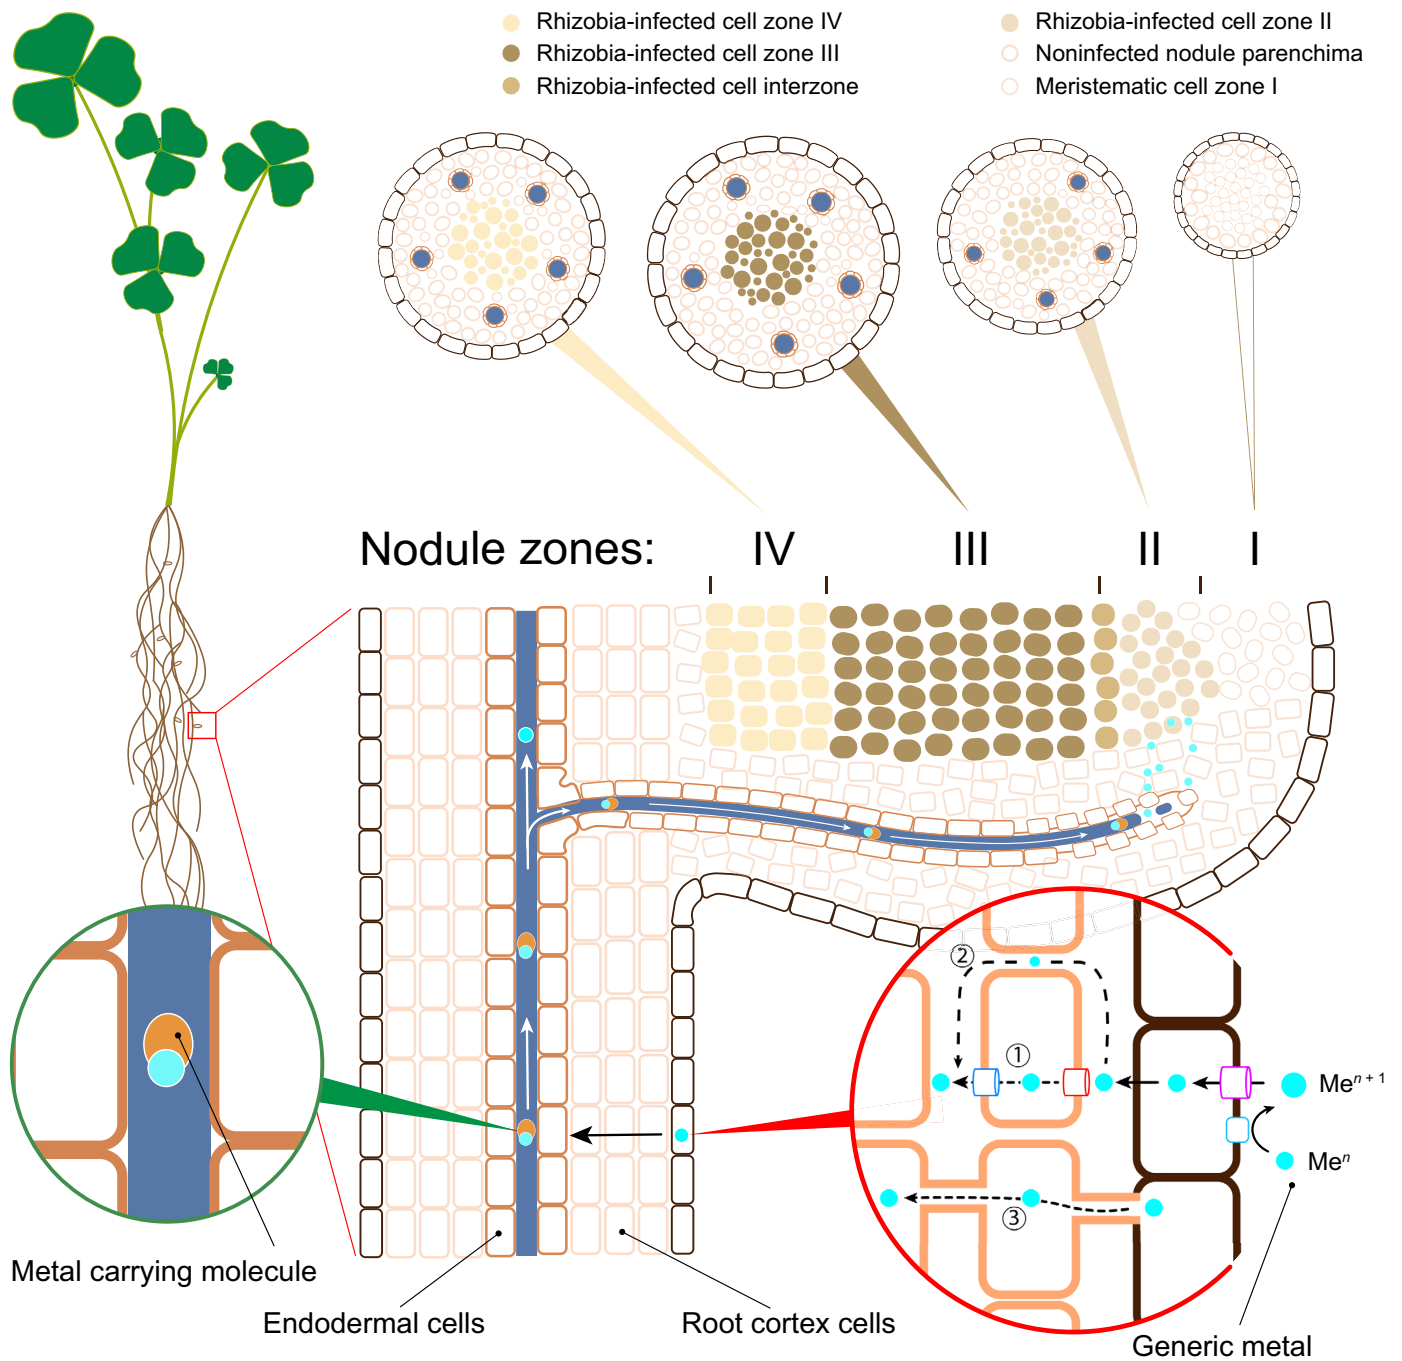 Rhizobia-infected cell zone IV
Rhizobia-infected cell zone III
Rhizobia-infected cell interzone
Rhizobia-infected cell zone II
Noninfected nodule parenchima
Meristematic cell zone I
Nodule zones: IV III II I
2
1
3
Me^{n + 1}
Me^{n}
Metal carrying molecule
Endodermal cells
Root cortex cells
Generic metal